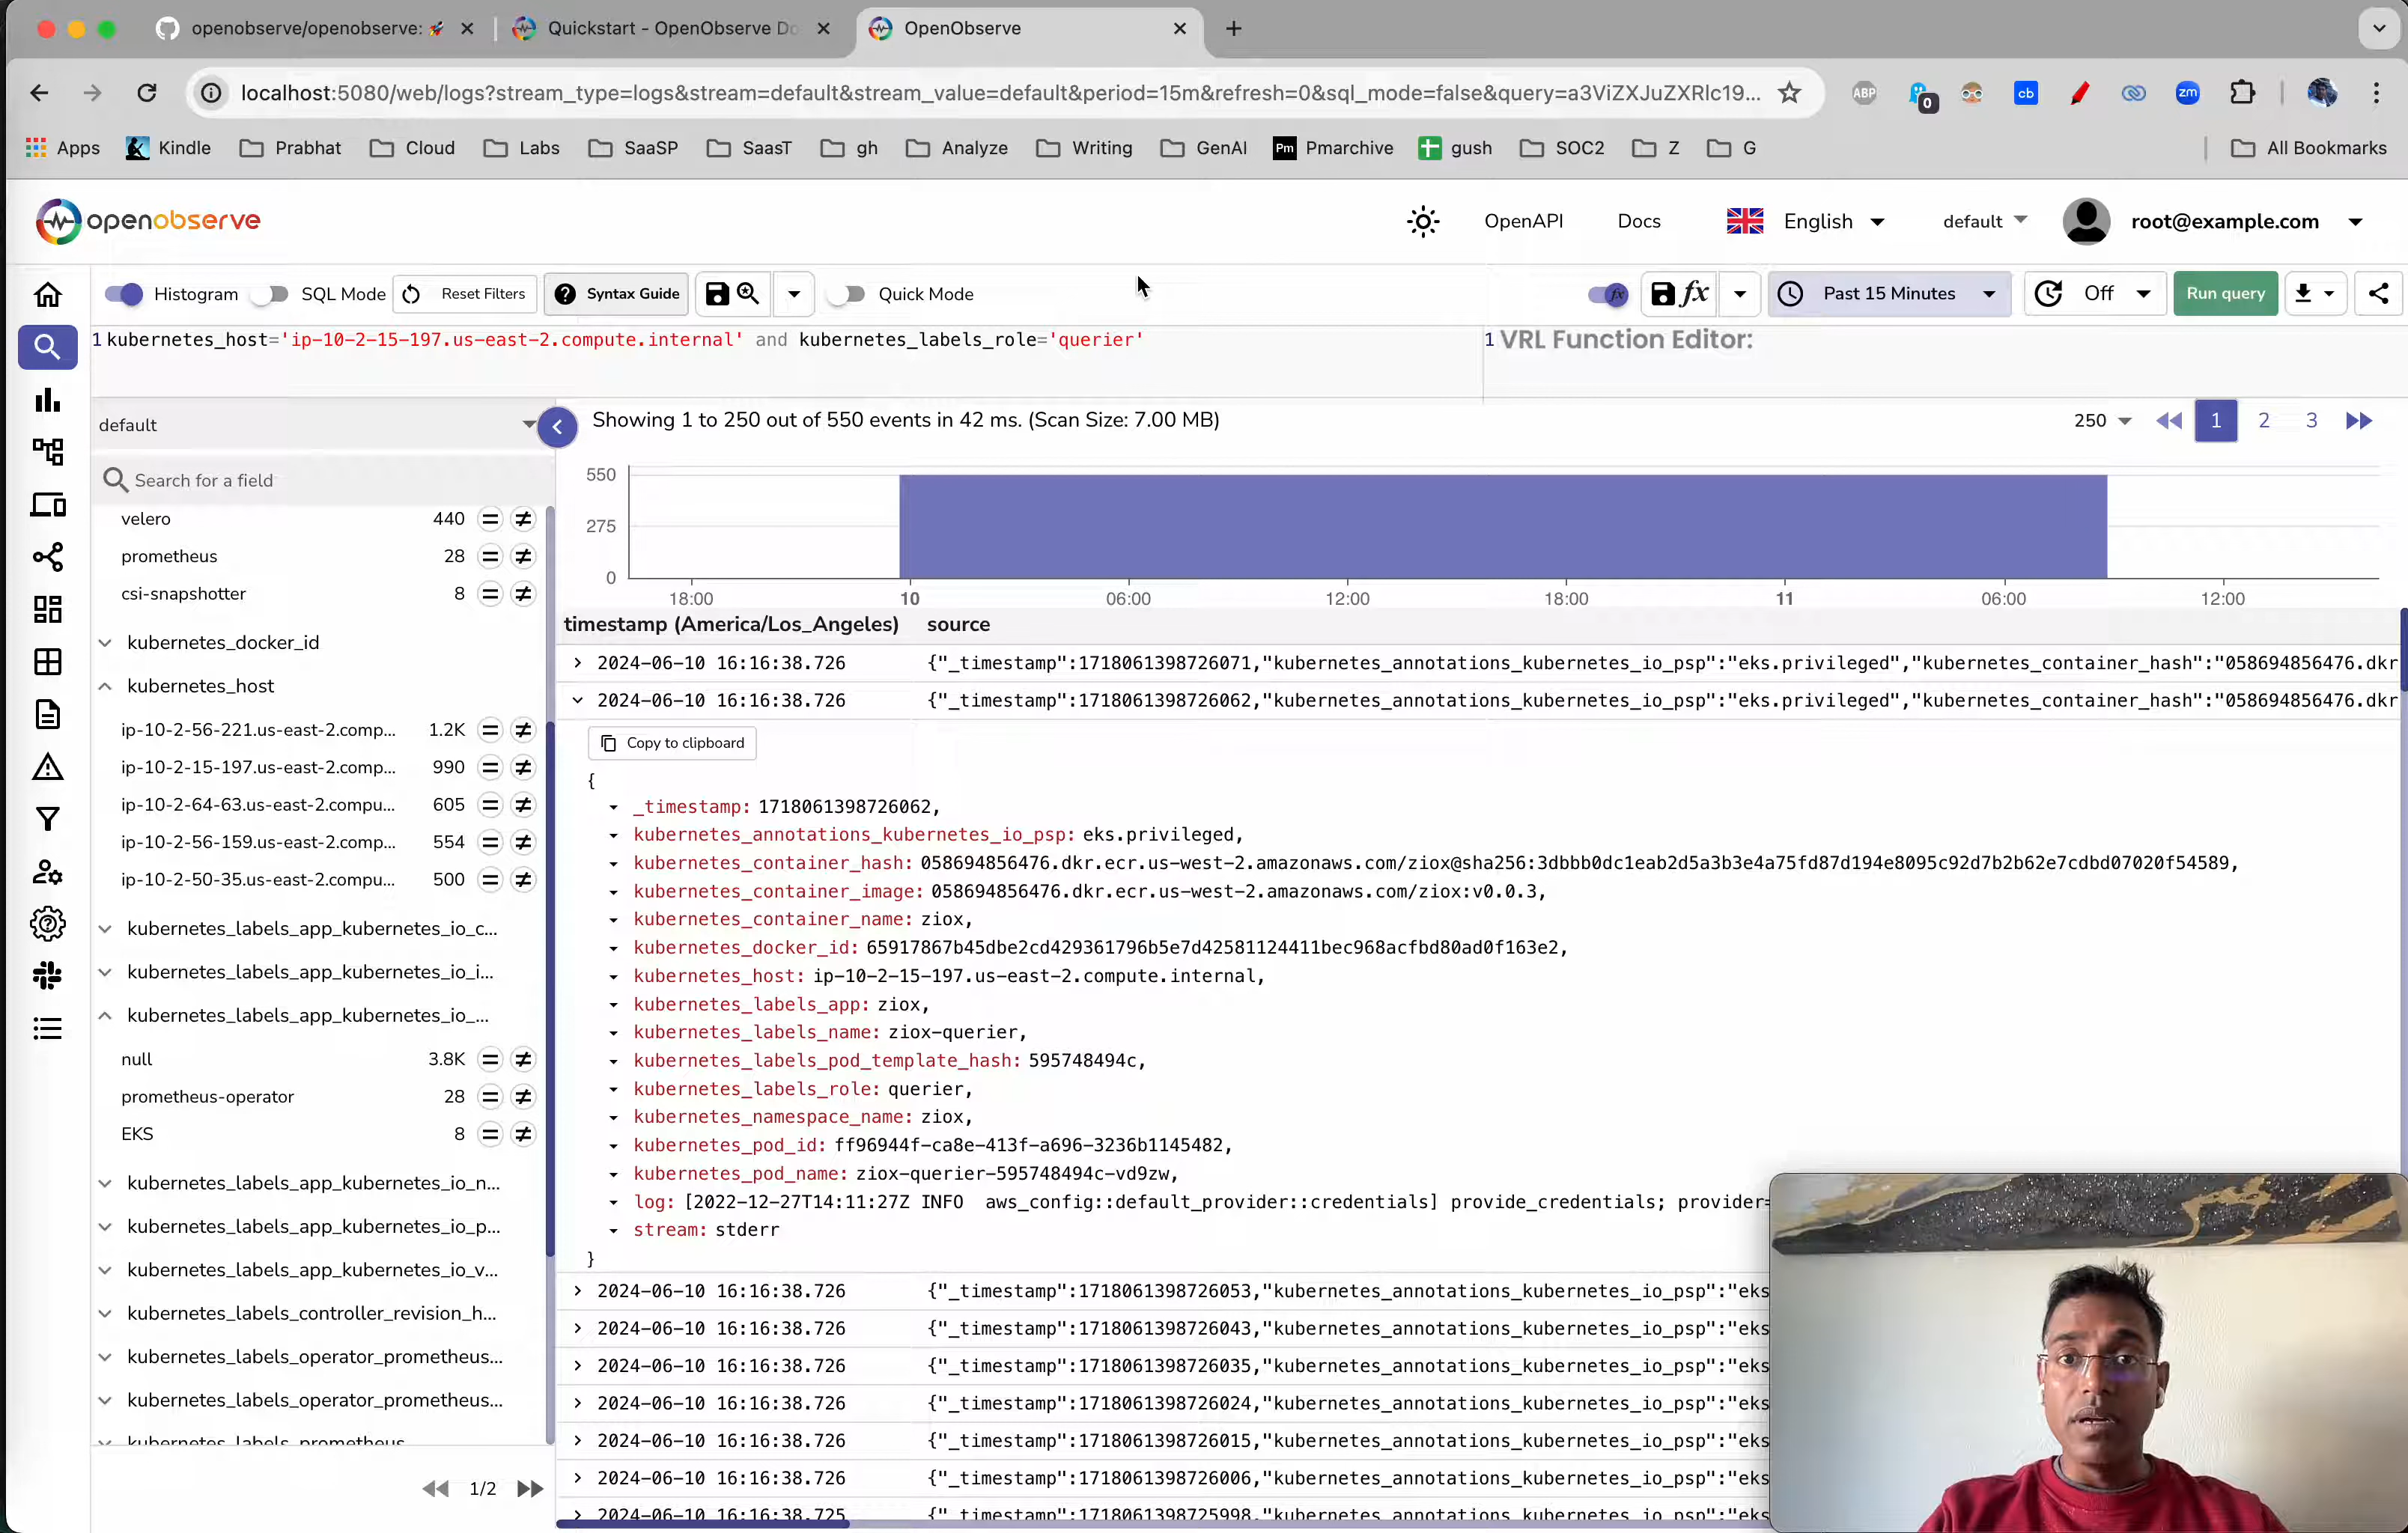 openobserve/openobserve: 🚀
Quickstart - OpenObserve Do
OpenObserve
localhost:5080/web/logs?stream_type=logs&stream=default&stream_value=default&period=15m&refresh=0&sql_mode=false&query=a3ViZXJuZXRlc19...
ABP
0
cb
zm
Apps
Kindle
Prabhat
Cloud
Labs
SaaSP
SaasT
gh
Analyze
Writing
GenAI
Pm
Pmarchive
gush
SOC2
Z
G
All Bookmarks
openobserve
OpenAPI
Docs
English
default
root@example.com
Histogram
SQL Mode
Reset Filters
Syntax Guide
Quick Mode
fx
fx
Past 15 Minutes
Off
Run query
1 kubernetes_host='ip-10-2-15-197.us-east-2.compute.internal' and kubernetes_labels_role='querier'
1 VRL Function Editor:
default
Showing 1 to 250 out of 550 events in 42 ms. (Scan Size: 7.00 MB)
250
1
2
3
Search for a field
velero 440
prometheus 28
csi-snapshotter 8
kubernetes_docker_id
kubernetes_host
ip-10-2-56-221.us-east-2.comp... 1.2K
ip-10-2-15-197.us-east-2.comp... 990
ip-10-2-64-63.us-east-2.compu... 605
ip-10-2-56-159.us-east-2.comp... 554
ip-10-2-50-35.us-east-2.compu... 500
kubernetes_labels_app_kubernetes_io_c...
kubernetes_labels_app_kubernetes_io_i...
kubernetes_labels_app_kubernetes_io_...
null 3.8K
prometheus-operator 28
EKS 8
kubernetes_labels_app_kubernetes_io_n...
kubernetes_labels_app_kubernetes_io_p...
kubernetes_labels_app_kubernetes_io_v...
kubernetes_labels_controller_revision_h...
kubernetes_labels_operator_prometheus...
kubernetes_labels_operator_prometheus...
kubernetes_labels_prometheus
1/2
550
275
0
18:00 10 06:00 12:00 18:00 11 06:00 12:00
timestamp (America/Los_Angeles) source
2024-06-10 16:16:38.726 {"_timestamp":1718061398726071,"kubernetes_annotations_kubernetes_io_psp":"eks.privileged","kubernetes_container_hash":"058694856476.dkr
2024-06-10 16:16:38.726 {"_timestamp":1718061398726062,"kubernetes_annotations_kubernetes_io_psp":"eks.privileged","kubernetes_container_hash":"058694856476.dkr
Copy to clipboard
{
_timestamp: 1718061398726062,
kubernetes_annotations_kubernetes_io_psp: eks.privileged,
kubernetes_container_hash: 058694856476.dkr.ecr.us-west-2.amazonaws.com/ziox@sha256:3dbbb0dc1eab2d5a3b3e4a75fd87d194e8095c92d7b2b62e7cdbd07020f54589,
kubernetes_container_image: 058694856476.dkr.ecr.us-west-2.amazonaws.com/ziox:v0.0.3,
kubernetes_container_name: ziox,
kubernetes_docker_id: 65917867b45dbe2cd429361796b5e7d42581124411bec968acfbd80ad0f163e2,
kubernetes_host: ip-10-2-15-197.us-east-2.compute.internal,
kubernetes_labels_app: ziox,
kubernetes_labels_name: ziox-querier,
kubernetes_labels_pod_template_hash: 595748494c,
kubernetes_labels_role: querier,
kubernetes_namespace_name: ziox,
kubernetes_pod_id: ff96944f-ca8e-413f-a696-3236b1145482,
kubernetes_pod_name: ziox-querier-595748494c-vd9zw,
log: [2022-12-27T14:11:27Z INFO aws_config::default_provider::credentials] provide_credentials; provider=
stream: stderr
}
2024-06-10 16:16:38.726 {"_timestamp":1718061398726053,"kubernetes_annotations_kubernetes_io_psp":"eks
2024-06-10 16:16:38.726 {"_timestamp":1718061398726043,"kubernetes_annotations_kubernetes_io_psp":"eks
2024-06-10 16:16:38.726 {"_timestamp":1718061398726035,"kubernetes_annotations_kubernetes_io_psp":"eks
2024-06-10 16:16:38.726 {"_timestamp":1718061398726024,"kubernetes_annotations_kubernetes_io_psp":"eks
2024-06-10 16:16:38.726 {"_timestamp":1718061398726015,"kubernetes_annotations_kubernetes_io_psp":"eks
2024-06-10 16:16:38.726 {"_timestamp":1718061398726006,"kubernetes_annotations_kubernetes_io_psp":"eks
2024-06-10 16:16:38.725 {"_timestamp":1718061398725998,"kubernetes_annotations_kubernetes_io_psp":"eks